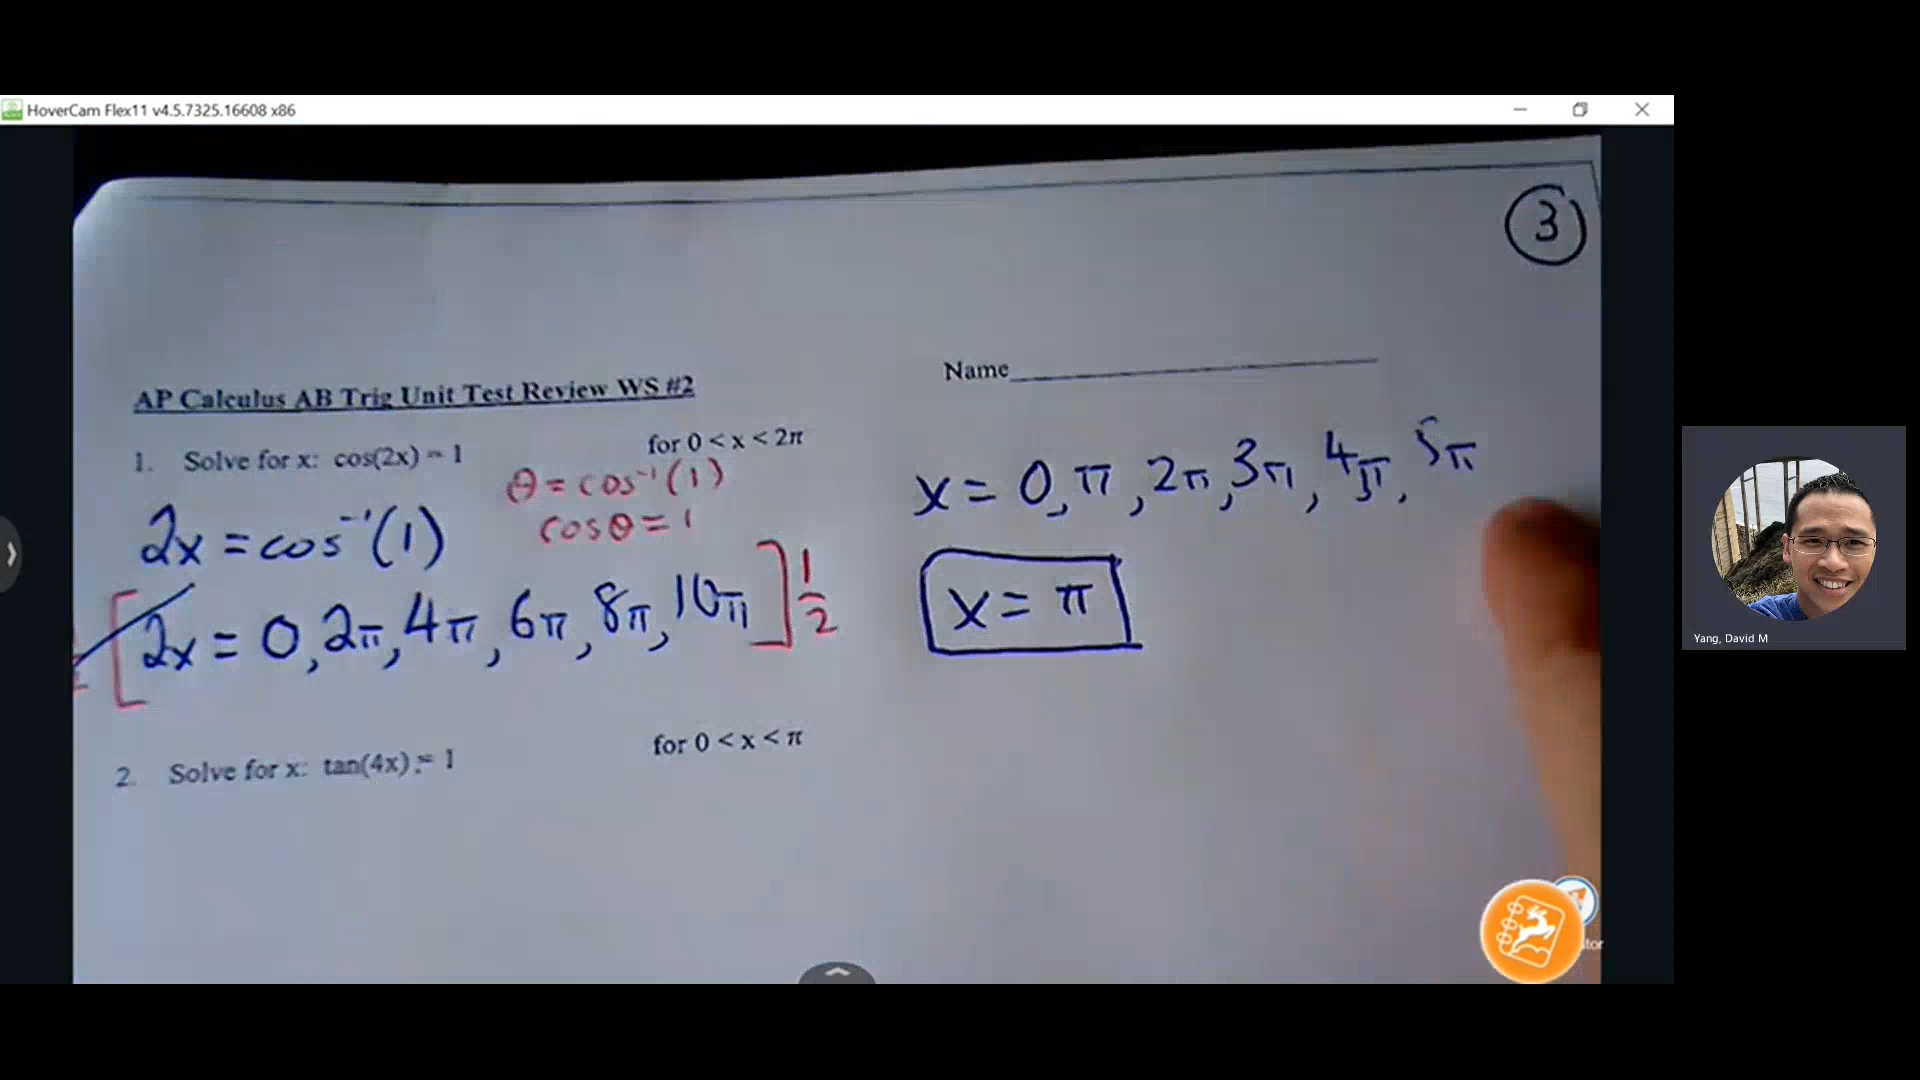 HoverCam Flex11 v4.5.7325.16608 x86
3
Name
AP Calculus AB Trig Unit Test Review WS #2
1. Solve for x: cos(2x) = 1 for 0 < x < 2π
θ = cos⁻¹(1)
cosθ = 1
2x = cos⁻¹(1)
[2x = 0, 2π, 4π, 6π, 8π, 10π] 1/2
x = 0, π, 2π, 3π, 4π, 5π
x = π
2. Solve for x: tan(4x) = 1 for 0 < x < π
Yang, David M